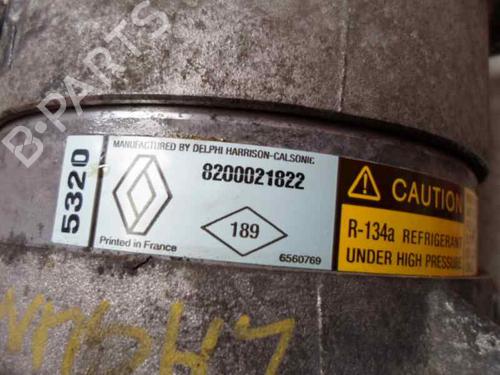 B-PARTS
5320
MANUFACTURED BY DELPHI HARRISON-CALSONIC
8200021822
189
Printed in France
6560769
CAUTION
R-134a REFRIGERANT
UNDER HIGH PRESSURE